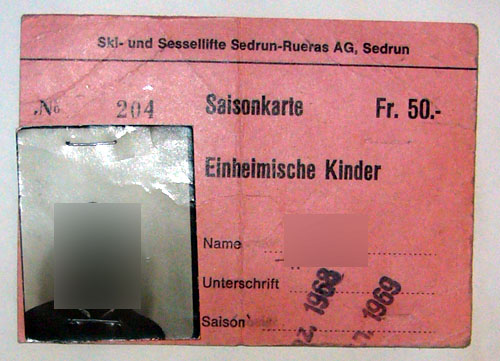 Ski- und Sessellifte Sedrun-Rueras AG, Sedrun
No 204 Saisonkarte Fr. 50.-
Einheimische Kinder
Name
Unterschrift
Saison 1968 1969